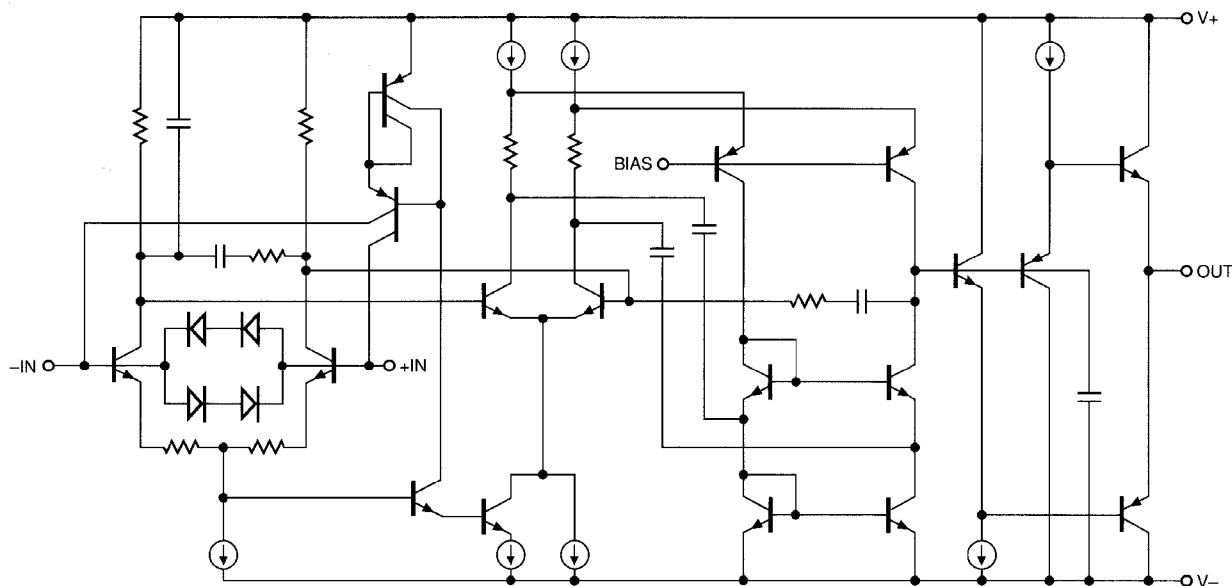 V+
BIAS
OUT
–IN
+IN
V–